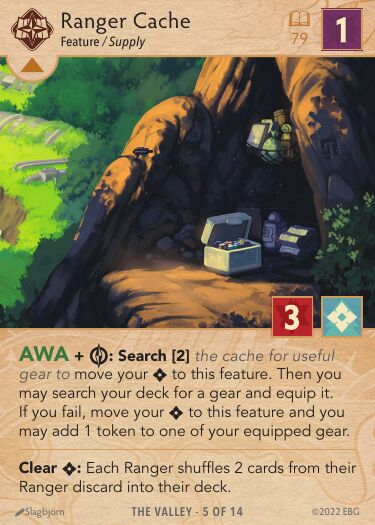 Ranger Cache
Feature / Supply
79
1
3
AWA + : Search [2] the cache for useful
gear to move your to this feature. Then you
may search your deck for a gear and equip it.
If you fail, move your to this feature and you
may add 1 token to one of your equipped gear.
Clear : Each Ranger shuffles 2 cards from their
Ranger discard into their deck.
Slagbjörn
THE VALLEY - 5 OF 14
©2022 EBG